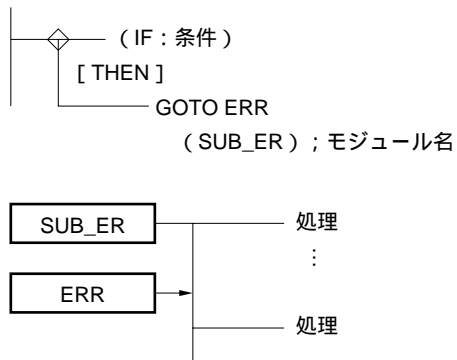 （IF：条件）
[ THEN ]
GOTO ERR
（SUB_ER）；モジュール名
SUB_ER
処理
⋮
ERR
処理